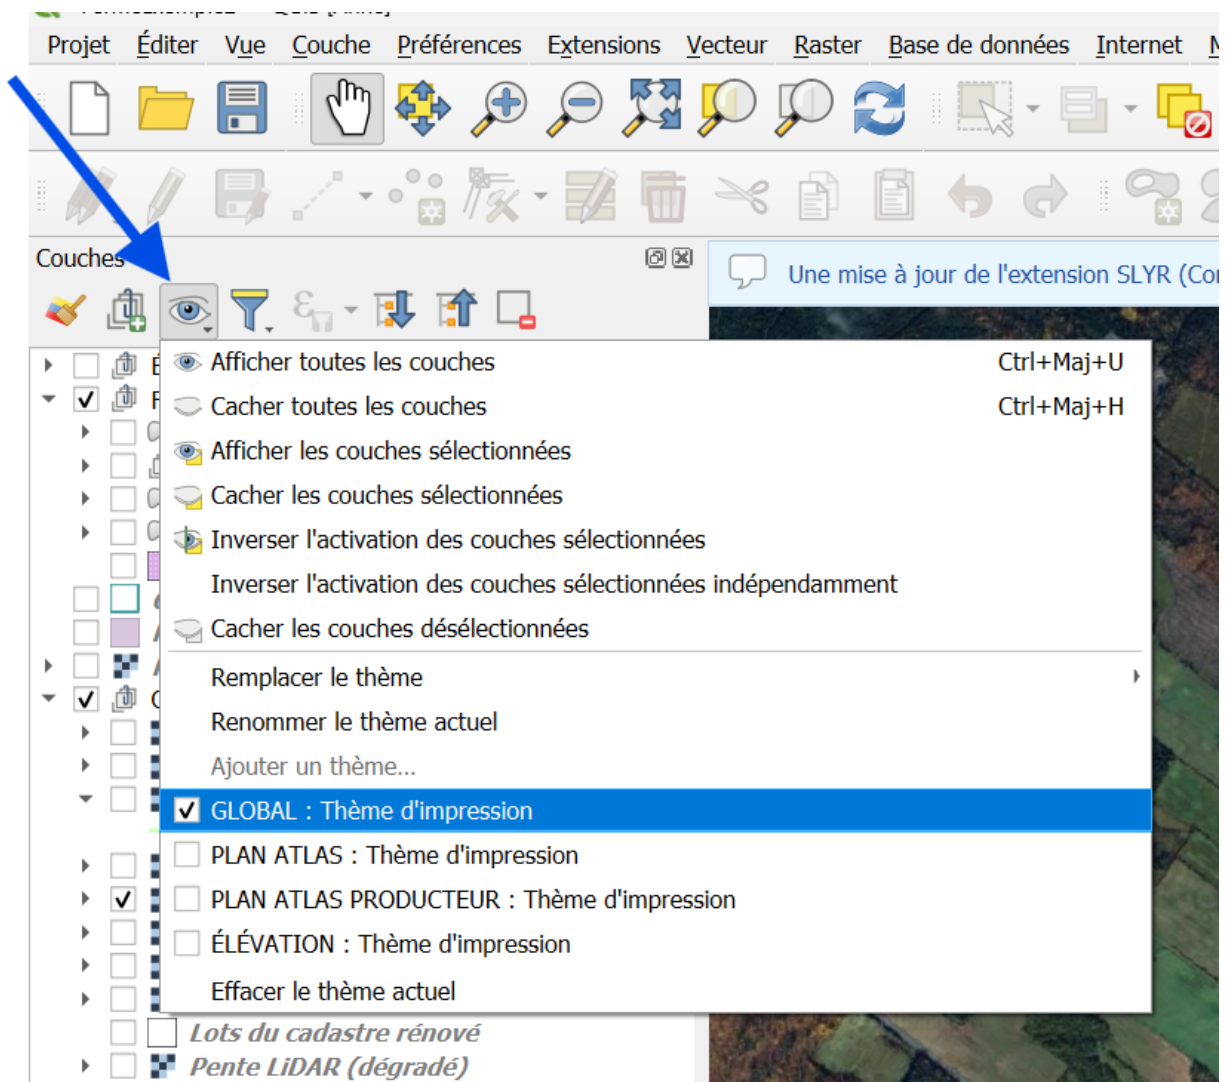 Projet Éditer Vue Couche Préférences Extensions Vecteur Raster Base de données Internet
Couches
Une mise à jour de l'extension SLYR
Afficher toutes les couches Ctrl+Maj+U
Cacher toutes les couches Ctrl+Maj+H
Afficher les couches sélectionnées
Cacher les couches sélectionnées
Inverser l'activation des couches sélectionnées
Inverser l'activation des couches sélectionnées indépendamment
Cacher les couches désélectionnées
Remplacer le thème
Renommer le thème actuel
Ajouter un thème...
GLOBAL : Thème d'impression
PLAN ATLAS : Thème d'impression
PLAN ATLAS PRODUCTEUR : Thème d'impression
ÉLÉVATION : Thème d'impression
Effacer le thème actuel
Lots du cadastre rénové
Pente LiDAR (dégradé)